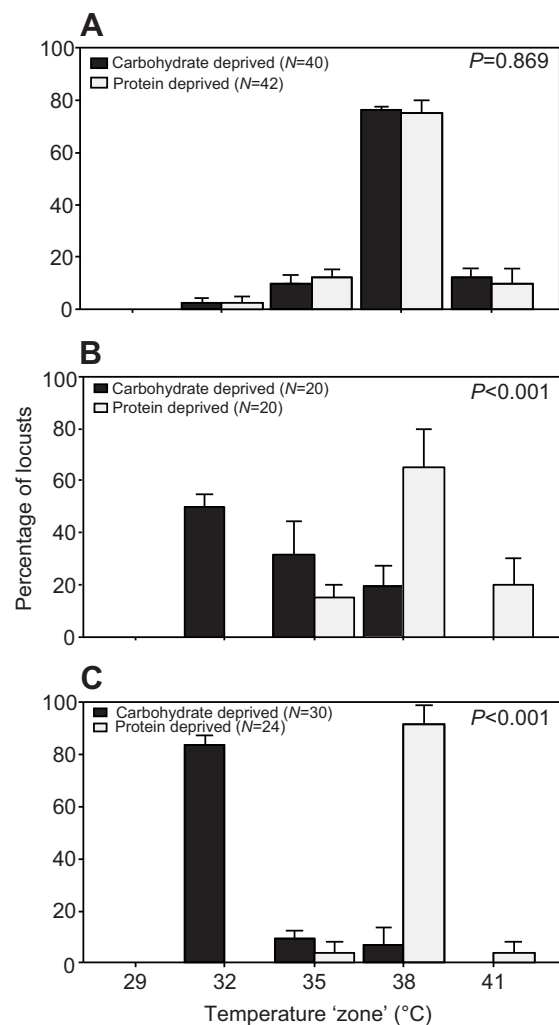 A
100
Carbohydrate deprived (N=40)
P=0.869
Protein deprived (N=42)
80
60
40
20
0
B
100
Carbohydrate deprived (N=20)
P<0.001
Protein deprived (N=20)
80
60
40
20
0
Percentage of locusts
C
100
Carbohydrate deprived (N=30)
P<0.001
Protein deprived (N=24)
80
60
40
20
0
29 32 35 38 41
Temperature ‘zone’ (°C)